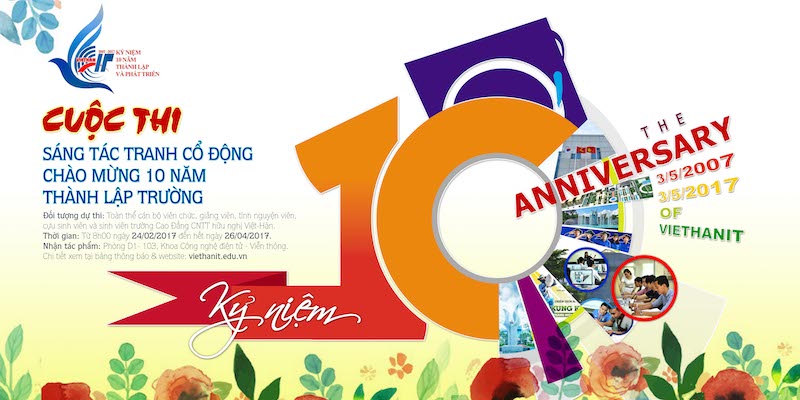 2007-2017 KỶ NIỆM
10 NĂM
THÀNH LẬP
VÀ PHÁT TRIỂN
VIETHAN
IT
CUỘC THI
SÁNG TÁC TRANH CỔ ĐỘNG
CHÀO MỪNG 10 NĂM
THÀNH LẬP TRƯỜNG
Đối tượng dự thi: Toàn thể cán bộ viên chức, giảng viên, tình nguyện viên,
cựu sinh viên và sinh viên trường Cao Đẳng CNTT hữu nghị Việt-Hàn.
Thời gian: Từ 8h00 ngày 24/02/2017 đến hết ngày 26/04/2017.
Nhận tác phẩm: Phòng D1- 103, Khoa Công nghệ điện tử - Viễn thông.
Chi tiết xem tại bảng thông báo & website: viethanit.edu.vn
Kỷ niệm
10
THE
ANNIVERSARY
3/5/2007
3/5/2017
OF
VIETHANIT